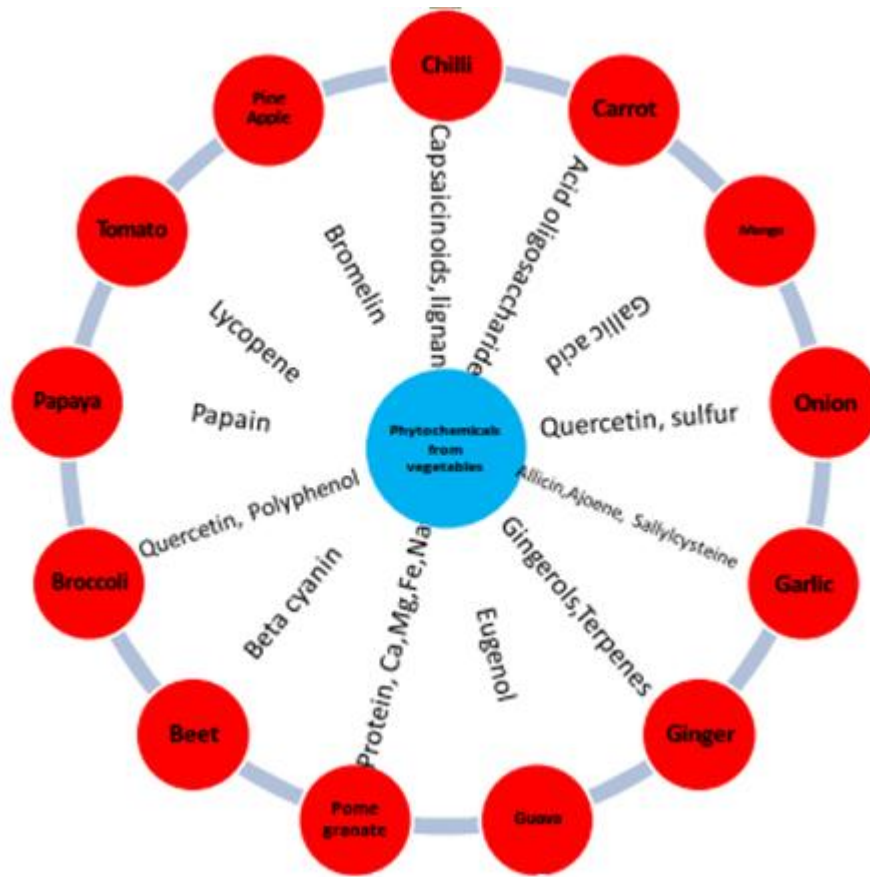 Chilli
Carrot
Mango
Onion
Garlic
Ginger
Guava
Pome
granate
Beet
Broccoli
Papaya
Tomato
Pine
Apple
Capsaicinoids, lignan
Acid oligosaccharide
Gallic acid
Quercetin, sulfur
Allicin,Ajoene, Sallylcysteine
Gingerols,Terpenes
Eugenol
Protein, Ca,Mg,Fe,Na
Beta cyanin
Quercetin, Polyphenol
Papain
Lycopene
Bromelin
Phytochemicals
from
vegetables